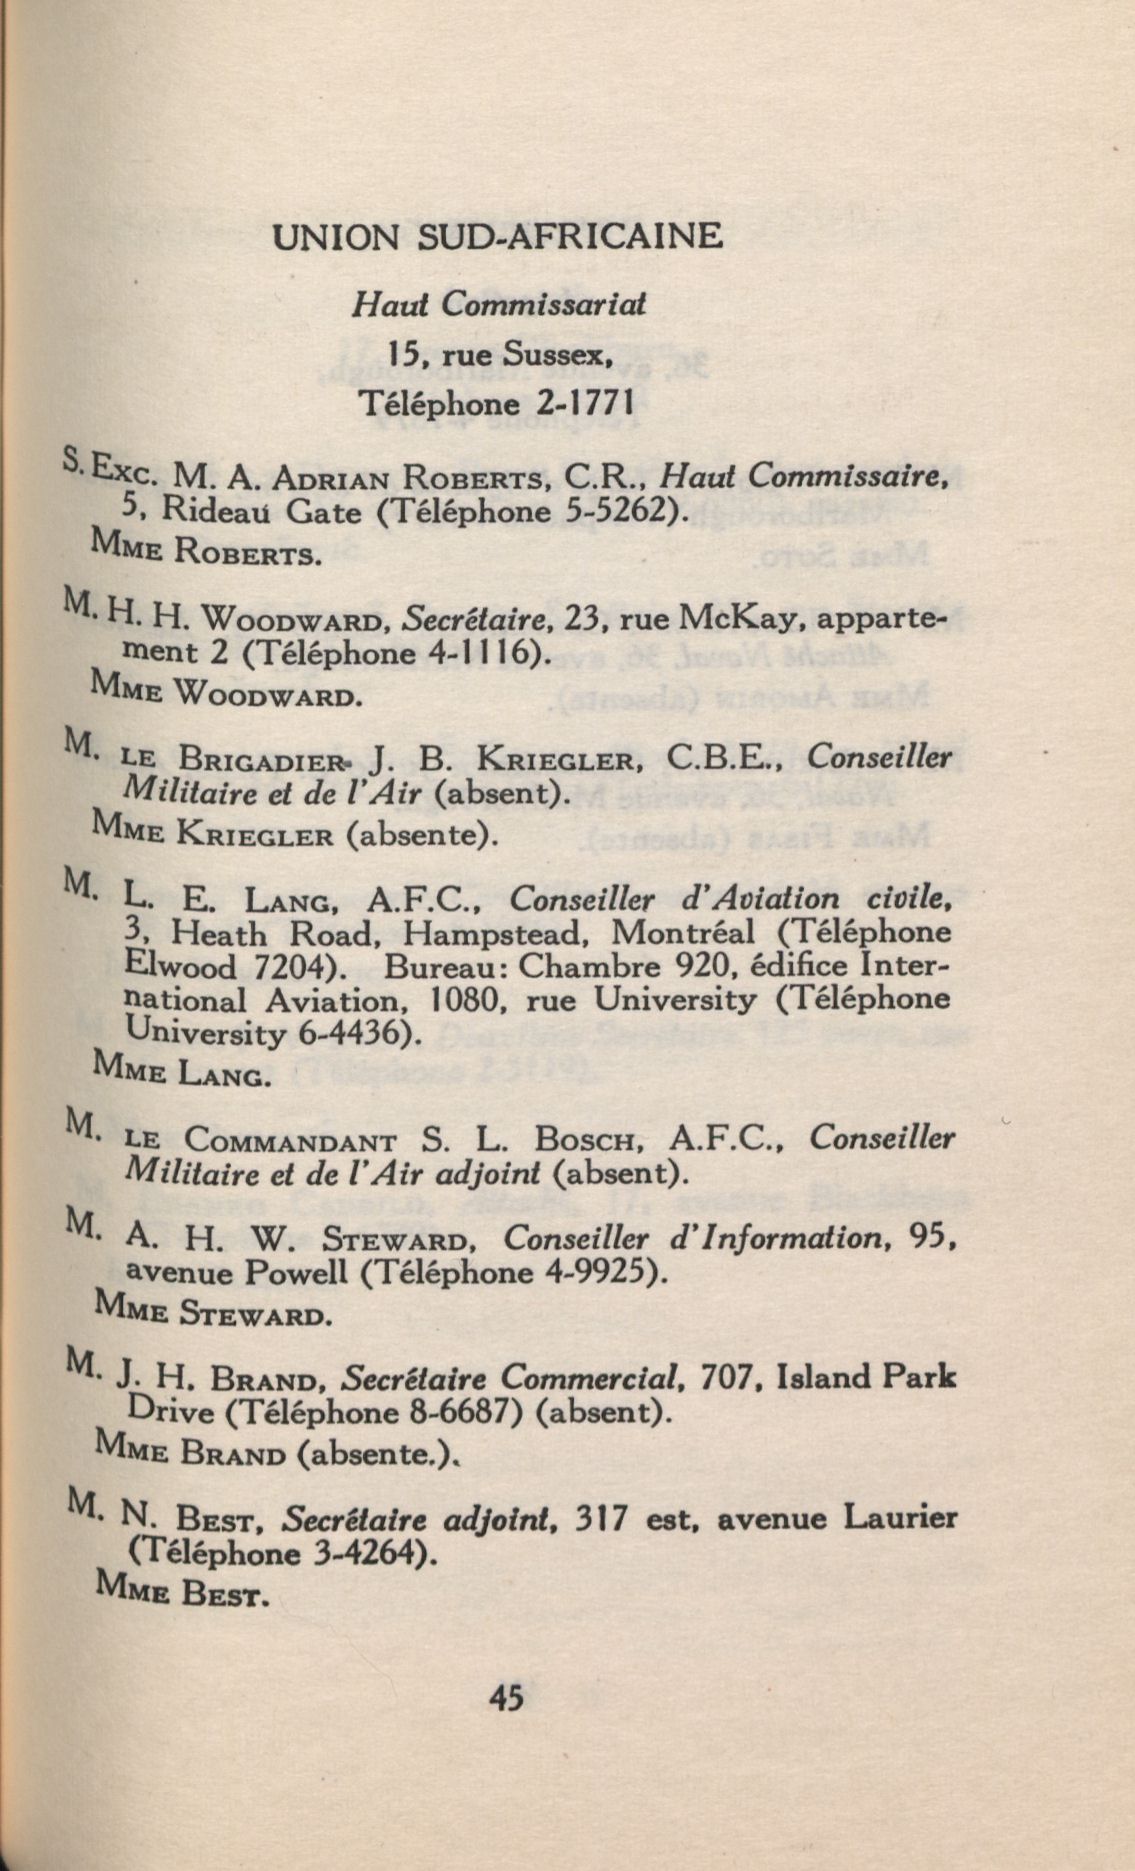 UNION SUD-AFRICAINE
Haut Commissariat
15, rue Sussex,
Téléphone 2-1771
S. Exc. M. A. Adrian Roberts, C.R., Haut Commissaire,
5, Rideau Gate (Téléphone 5-5262).
Mme Roberts.
M. H. H. Woodward, Secrétaire, 23, rue McKay, apparte-
ment 2 (Téléphone 4-1116).
Mme Woodward.
M. le Brigadier J. B. Kriegler, C.B.E., Conseiller
Militaire et de l'Air (absent).
Mme Kriegler (absente).
M. L. E. Lang, A.F.C., Conseiller d'Aviation civile,
3, Heath Road, Hampstead, Montréal (Téléphone
Elwood 7204). Bureau: Chambre 920, édifice Inter-
national Aviation, 1080, rue University (Téléphone
University 6-4436).
Mme Lang.
M. le Commandant S. L. Bosch, A.F.C., Conseiller
Militaire et de l'Air adjoint (absent).
M. A. H. W. Steward, Conseiller d'Information, 95,
avenue Powell (Téléphone 4-9925).
Mme Steward.
M. J. H. Brand, Secrétaire Commercial, 707, Island Park
Drive (Téléphone 8-6687) (absent).
Mme Brand (absente.).
M. N. Best, Secrétaire adjoint, 317 est, avenue Laurier
(Téléphone 3-4264).
Mme Best.
45